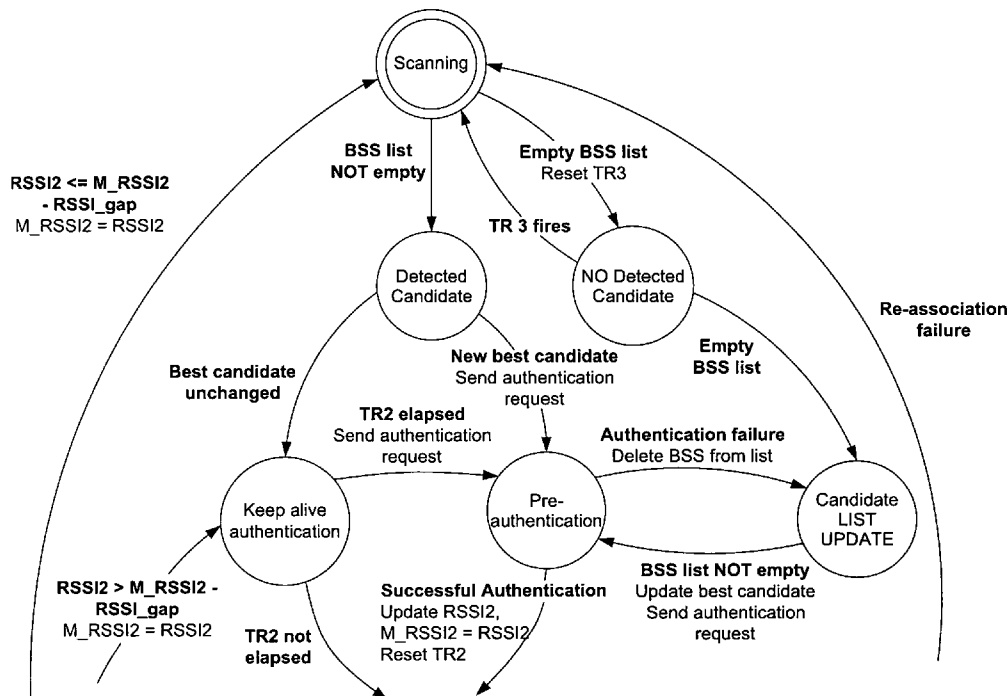 Scanning
BSS list
NOT empty
Empty BSS list
Reset TR3
RSSI2 <= M_RSSI2
- RSSI_gap
M_RSSI2 = RSSI2
TR 3 fires
Detected
Candidate
NO Detected
Candidate
Re-association
failure
New best candidate
Send authentication
request
Empty
BSS list
Best candidate
unchanged
TR2 elapsed
Send authentication
request
Authentication failure
Delete BSS from list
Keep alive
authentication
Pre-
authentication
Candidate
LIST
UPDATE
RSSI2 > M_RSSI2 -
RSSI_gap
M_RSSI2 = RSSI2
TR2 not
elapsed
Successful Authentication
Update RSSI2,
M_RSSI2 = RSSI2
Reset TR2
BSS list NOT empty
Update best candidate
Send authentication
request